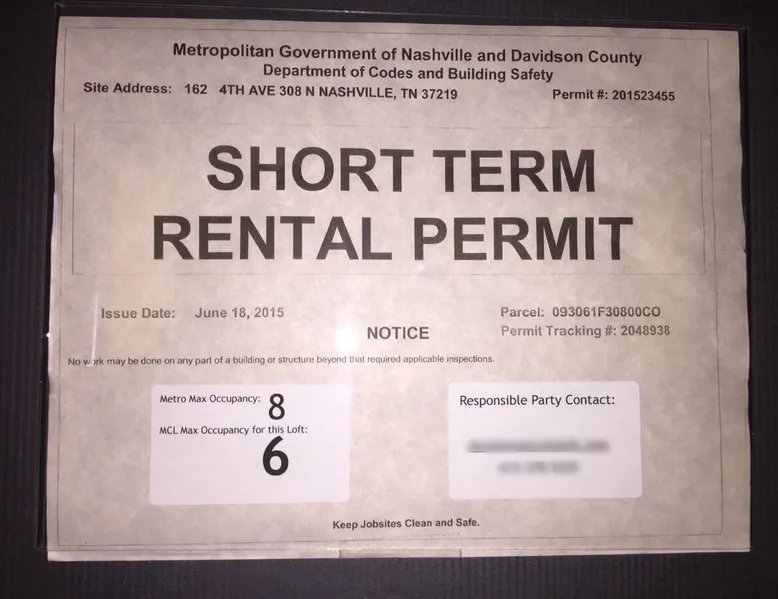 Metropolitan Government of Nashville and Davidson County
Department of Codes and Building Safety
Site Address: 162 4TH AVE 308 N NASHVILLE, TN 37219 Permit #: 201523455
SHORT TERM
RENTAL PERMIT
Issue Date: June 18, 2015 Parcel: 093061F30800CO
NOTICE Permit Tracking #: 2048938
No work may be done on any part of a building or structure beyond that required applicable inspections.
Metro Max Occupancy: 8
MCL Max Occupancy for this Loft:
6
Responsible Party Contact:
Keep Jobsites Clean and Safe.